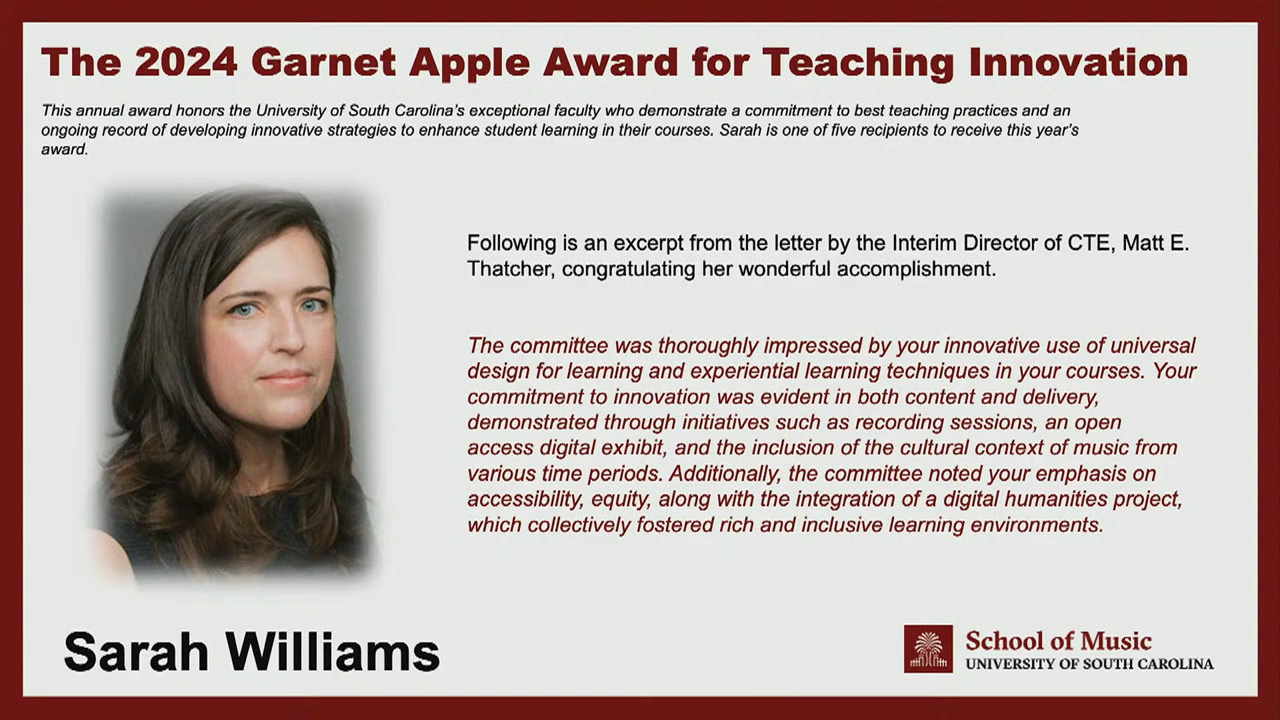 The 2024 Garnet Apple Award for Teaching Innovation
This annual award honors the University of South Carolina’s exceptional faculty who demonstrate a commitment to best teaching practices and an
ongoing record of developing innovative strategies to enhance student learning in their courses. Sarah is one of five recipients to receive this year’s
award.
Following is an excerpt from the letter by the Interim Director of CTE, Matt E.
Thatcher, congratulating her wonderful accomplishment.
The committee was thoroughly impressed by your innovative use of universal
design for learning and experiential learning techniques in your courses. Your
commitment to innovation was evident in both content and delivery,
demonstrated through initiatives such as recording sessions, an open
access digital exhibit, and the inclusion of the cultural context of music from
various time periods. Additionally, the committee noted your emphasis on
accessibility, equity, along with the integration of a digital humanities project,
which collectively fostered rich and inclusive learning environments.
Sarah Williams
School of Music
UNIVERSITY OF SOUTH CAROLINA